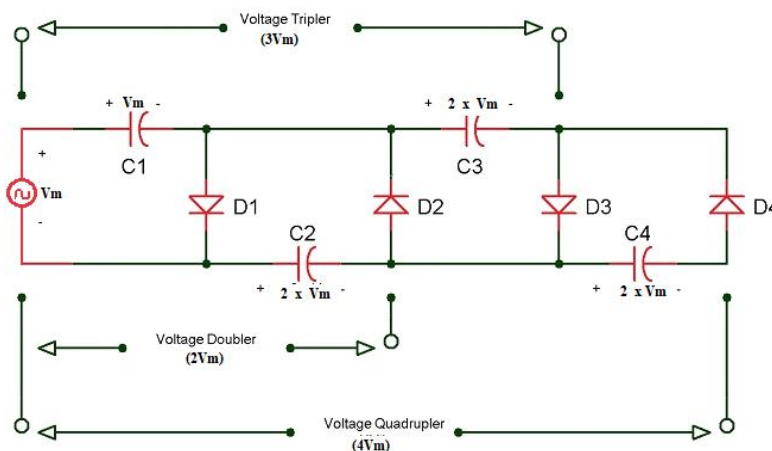 Voltage Tripler
(3Vm)
+ Vm -
+ 2 x Vm -
C1
C3
+
Vm
-
D1
D2
D3
D4
C2
C4
+ 2 x Vm -
+ 2 x Vm -
Voltage Doubler
(2Vm)
Voltage Quadrupler
(4Vm)